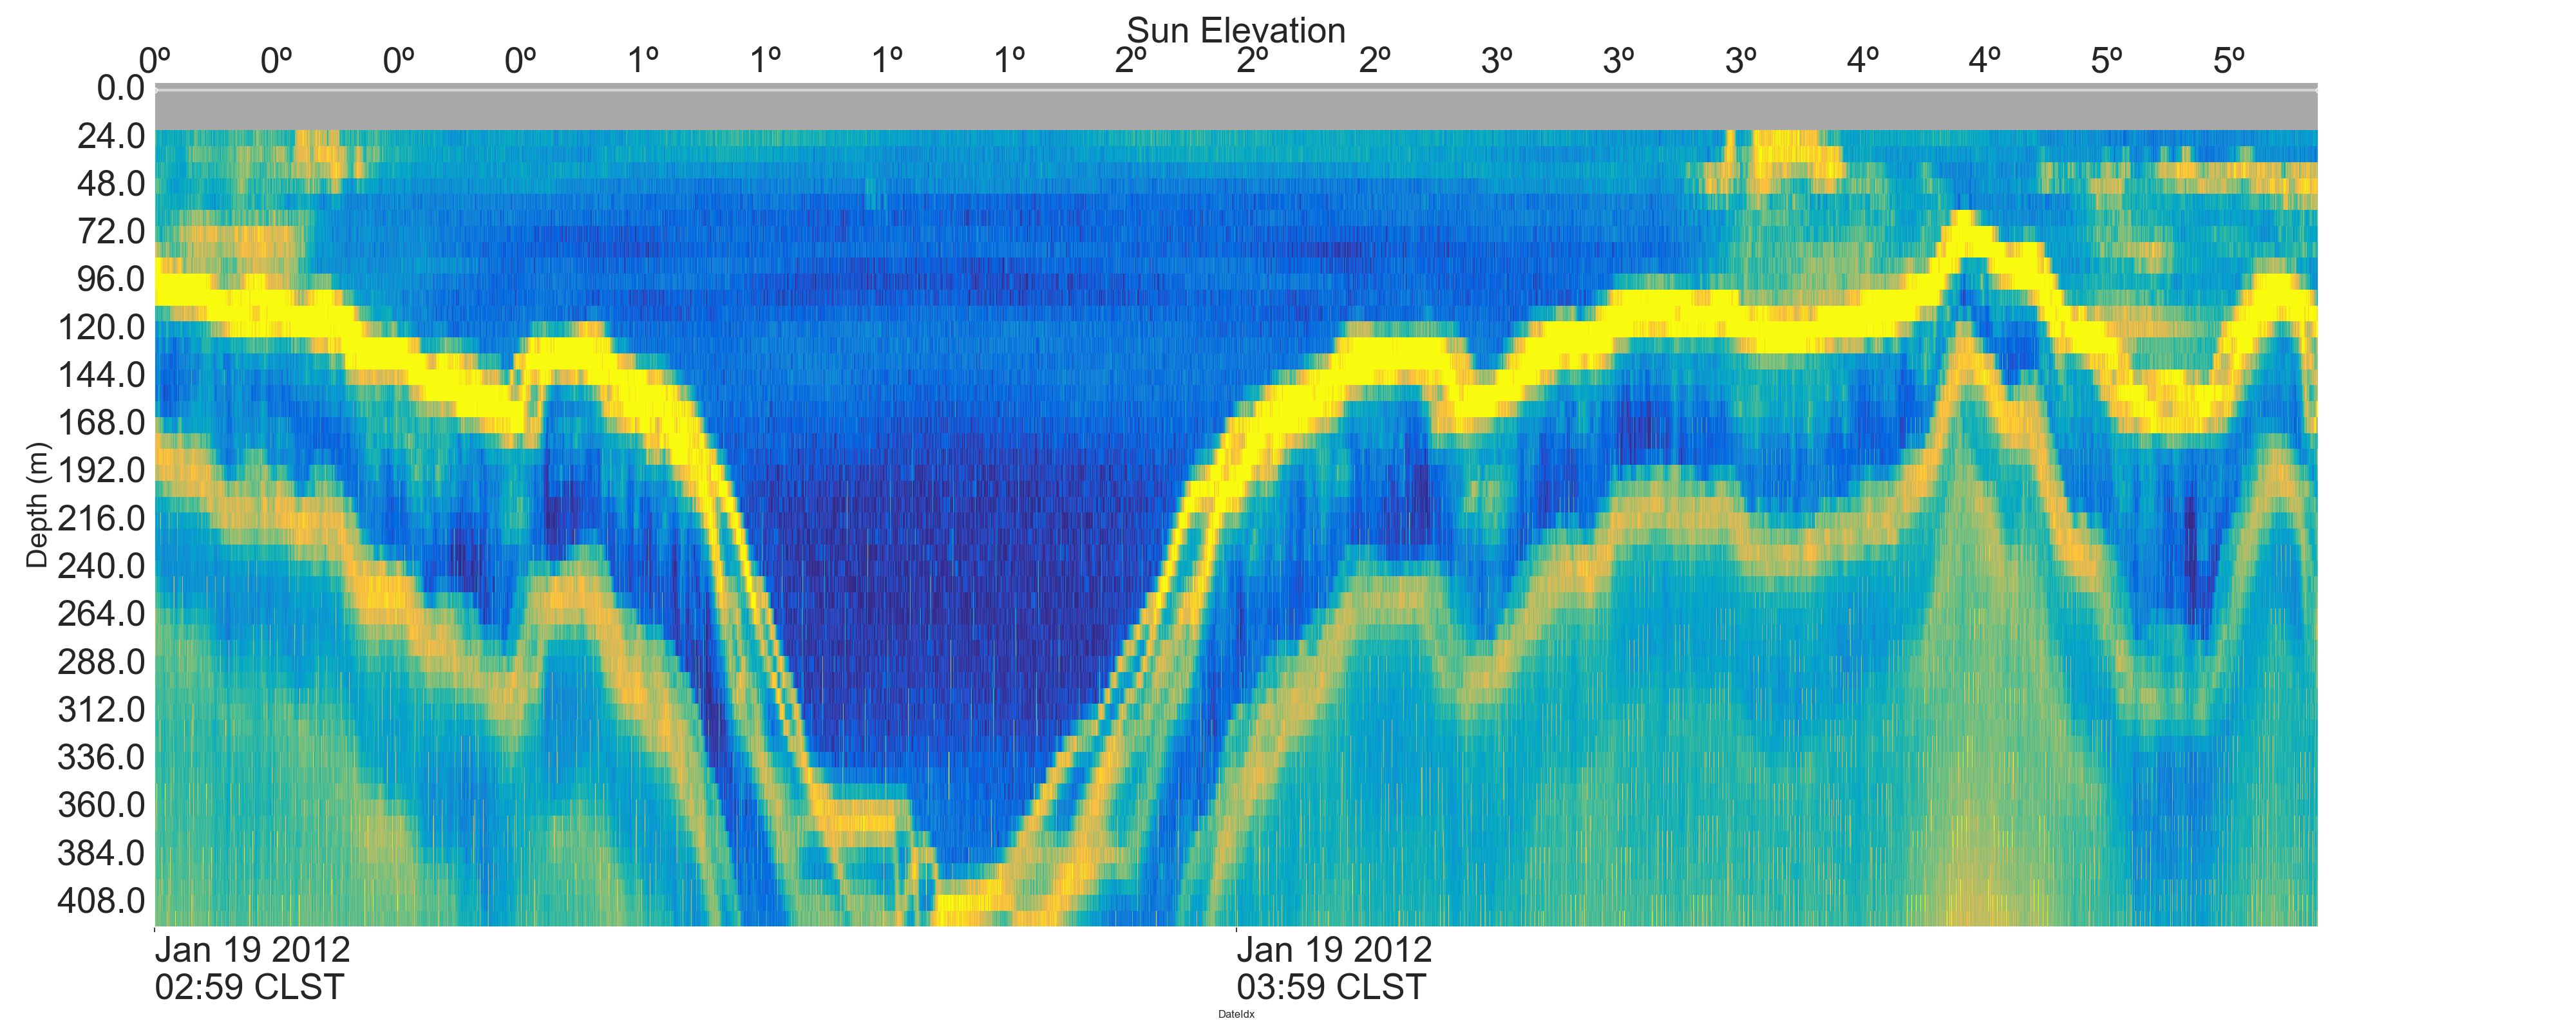 Sun Elevation
0º 0º 0º 0º 1º 1º 1º 1º 2º 2º 2º 3º 3º 3º 4º 4º 5º 5º
0.0
24.0
48.0
72.0
96.0
120.0
144.0
168.0
192.0
216.0
240.0
264.0
288.0
312.0
336.0
360.0
384.0
408.0
Depth (m)
Jan 19 2012
02:59 CLST
Jan 19 2012
03:59 CLST
DateIdx